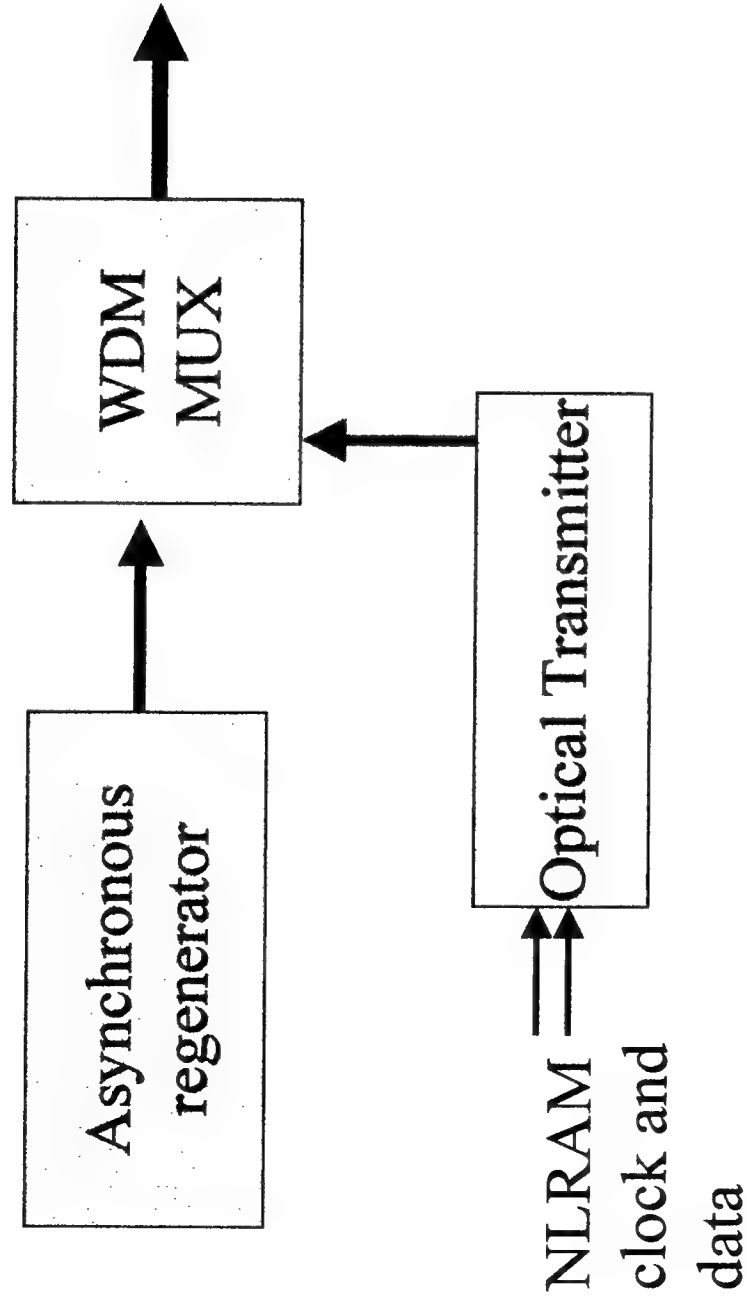 Asynchronous
regenerator
WDM
MUX
NLRAM
clock and
data
Optical Transmitter